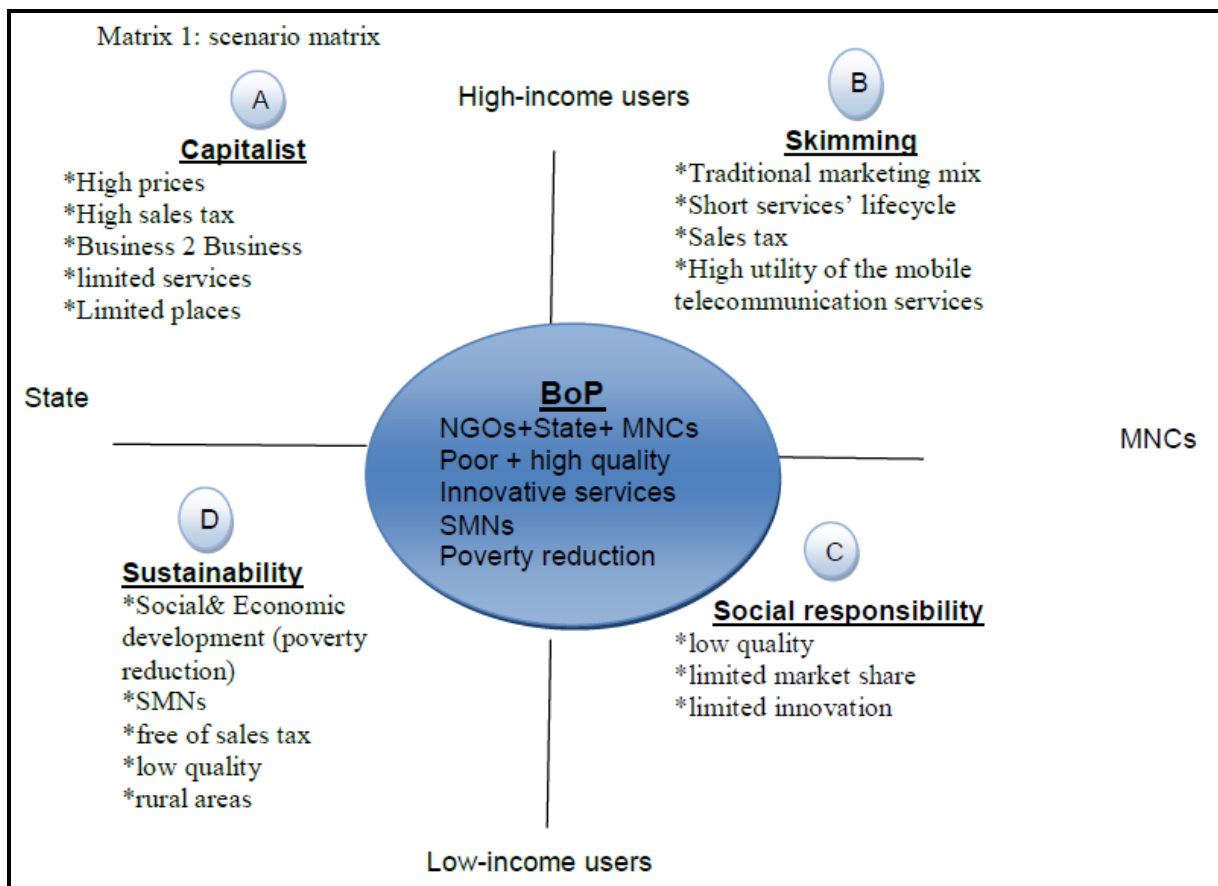 Matrix 1: scenario matrix
A
Capitalist
*High prices
*High sales tax
*Business 2 Business
*limited services
*Limited places
High-income users
B
Skimming
*Traditional marketing mix
*Short services’ lifecycle
*Sales tax
*High utility of the mobile
telecommunication services
State
BoP
NGOs+State+ MNCs
Poor + high quality
Innovative services
SMNs
Poverty reduction
MNCs
D
Sustainability
*Social& Economic
development (poverty
reduction)
*SMNs
*free of sales tax
*low quality
*rural areas
C
Social responsibility
*low quality
*limited market share
*limited innovation
Low-income users